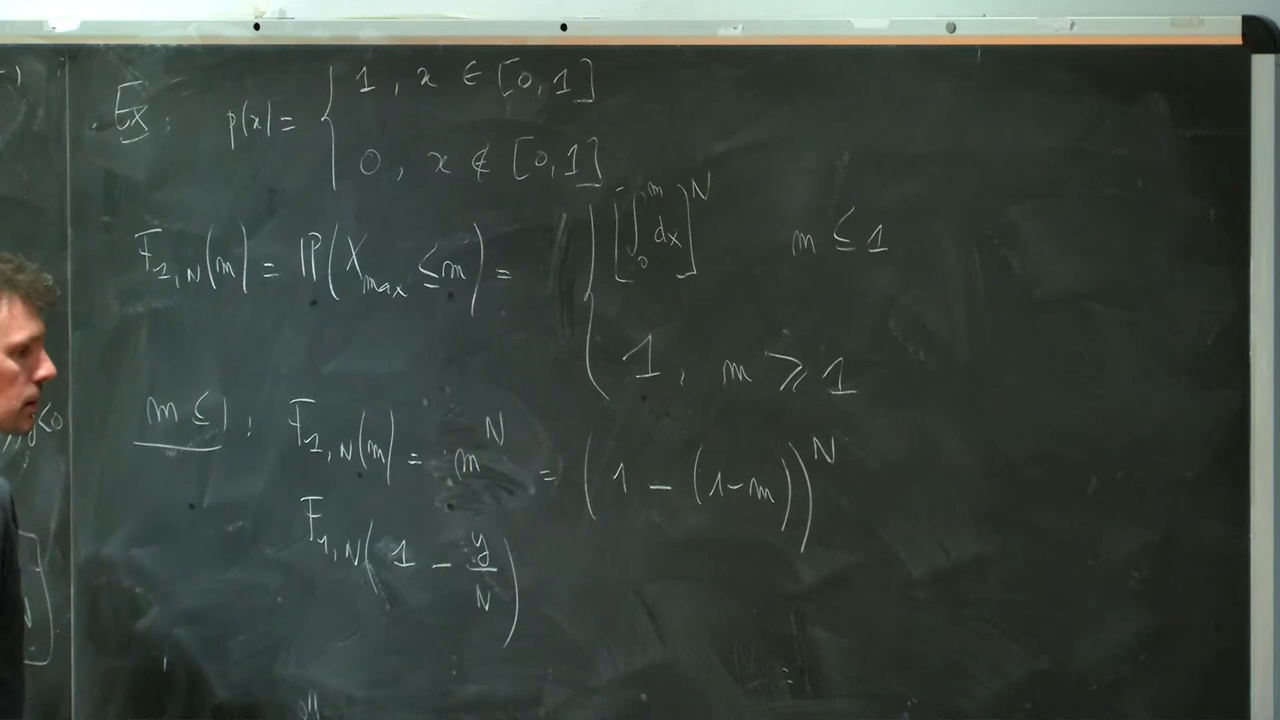 Ex: p(x) = { 1, x ∈ [0,1]
0, x ∉ [0,1]
F_{1,N}(m) = ℙ(X_max ≤ m) = { [∫_0^m dx]^N m ≤ 1
1, m ⩾ 1
m ≤ 1: F_{1,N}(m) = m^N = (1 - (1-m))^N
F_{1,N}(1 - y/N)
<0